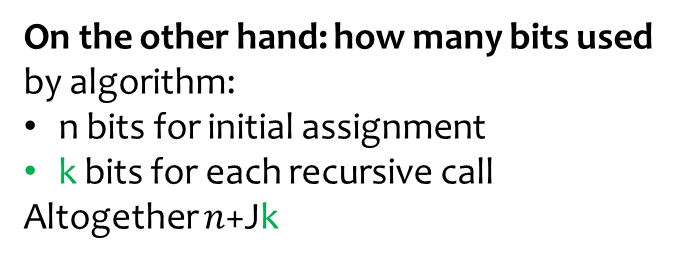 On the other hand: how many bits used
by algorithm:
• n bits for initial assignment
• k bits for each recursive call
Altogether n+Jk